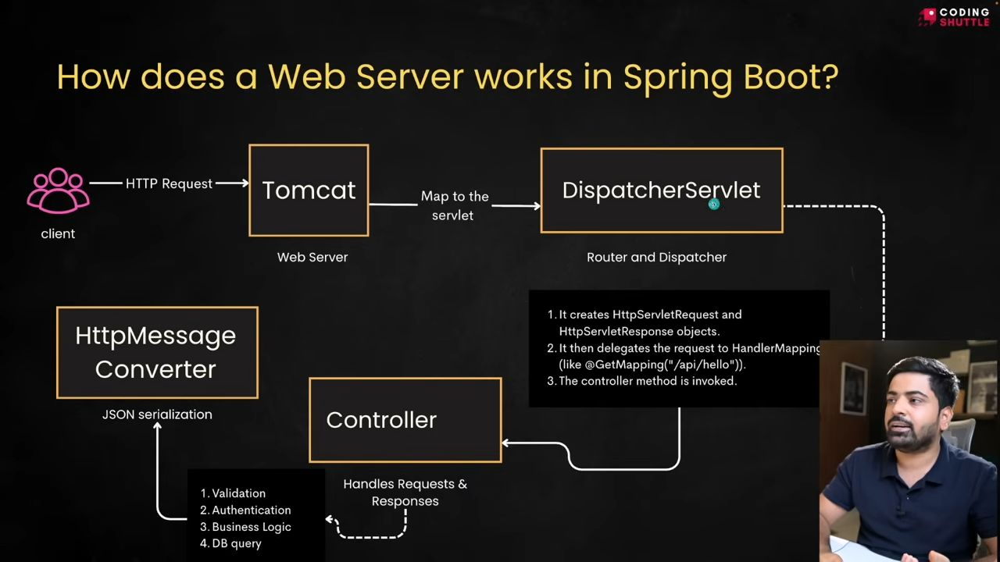 CODING
SHUTTLE
How does a Web Server works in Spring Boot?
HTTP Request
Tomcat
Map to the
servlet
DispatcherServlet
client
Web Server
Router and Dispatcher
1. It creates HttpServletRequest and
HttpServletResponse objects.
2. It then delegates the request to HandlerMapping
(like @GetMapping("/api/hello")).
3. The controller method is invoked.
HttpMessage
Converter
JSON serialization
Controller
Handles Requests &
Responses
1. Validation
2. Authentication
3. Business Logic
4. DB query